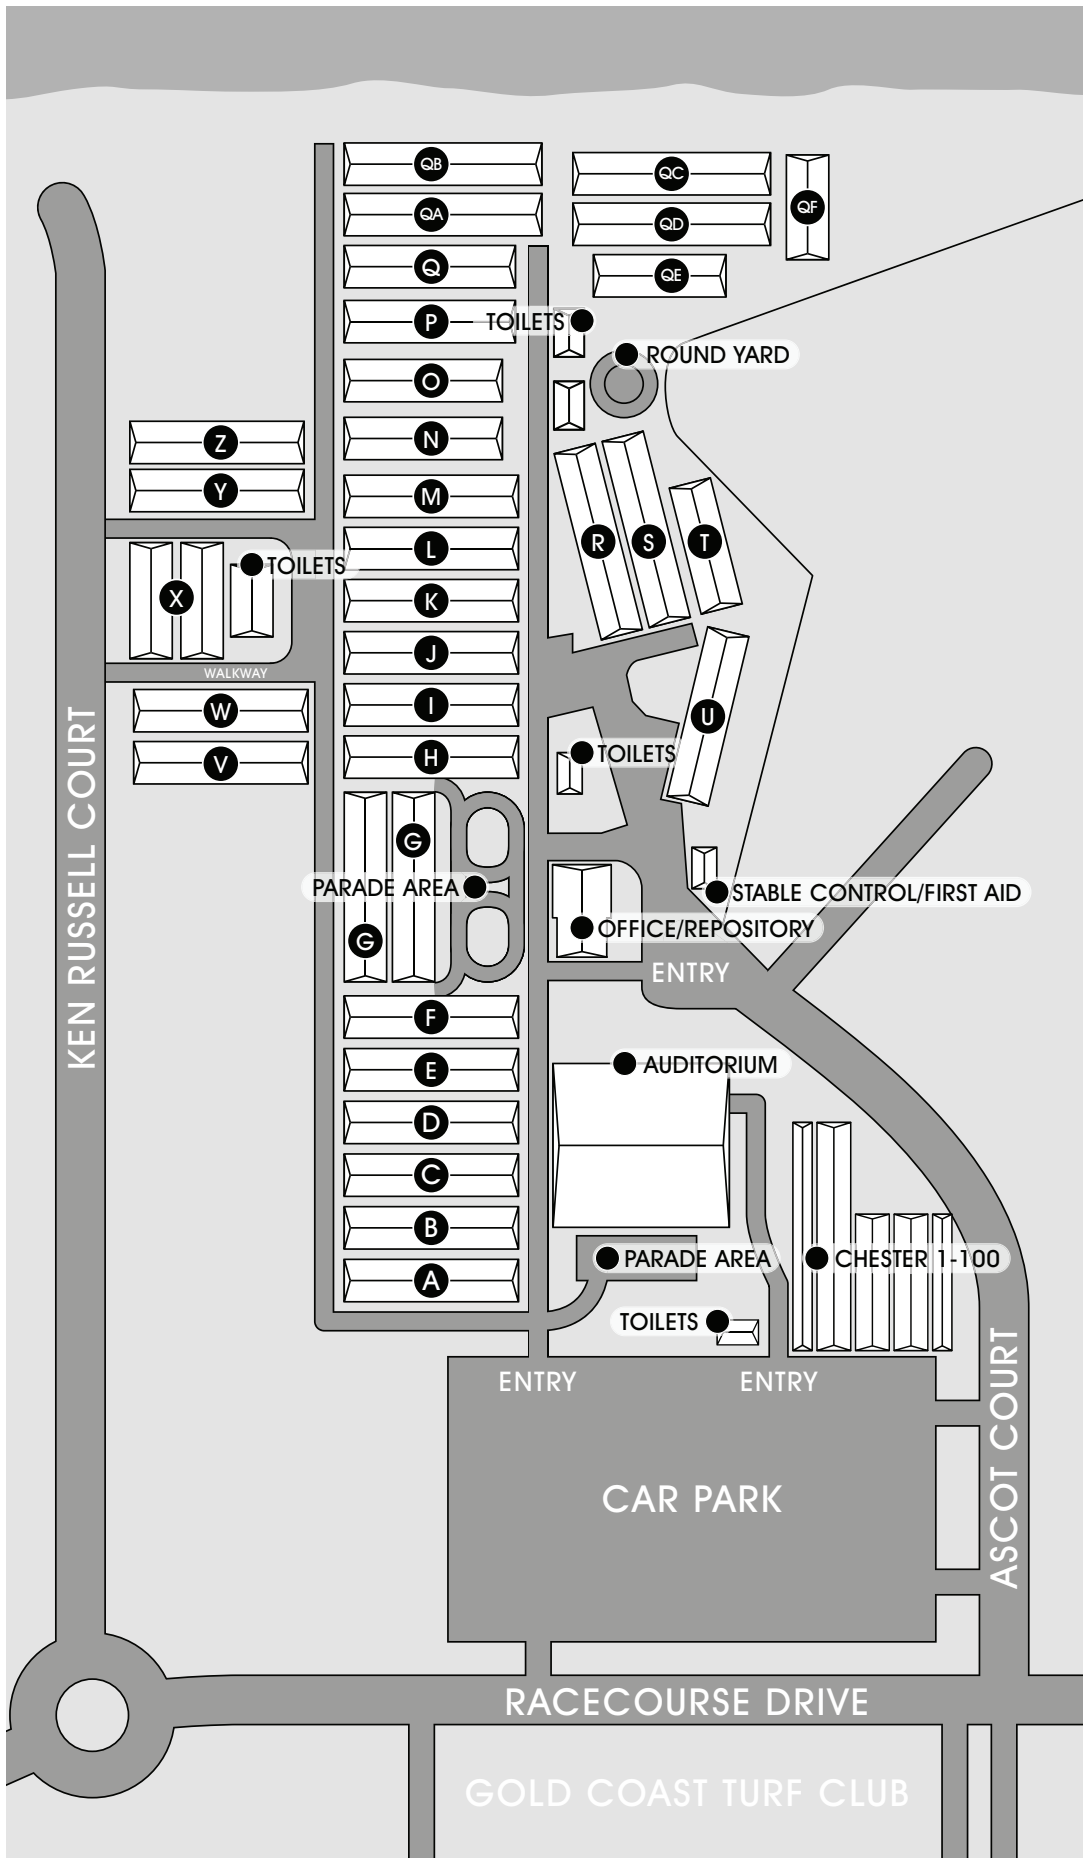 QB
QC
QF
QA
QD
Q
QE
P
TOILETS
ROUND YARD
O
N
Z
M
Y
L
R
S
T
TOILETS
X
K
J
WALKWAY
W
I
U
H
V
TOILETS
G
PARADE AREA
STABLE CONTROL/FIRST AID
OFFICE/REPOSITORY
G
ENTRY
KEN RUSSELL COURT
F
AUDITORIUM
E
D
C
B
PARADE AREA
CHESTER 1-100
A
TOILETS
ENTRY
ENTRY
ASCOT COURT
CAR PARK
RACECOURSE DRIVE
GOLD COAST TURF CLUB